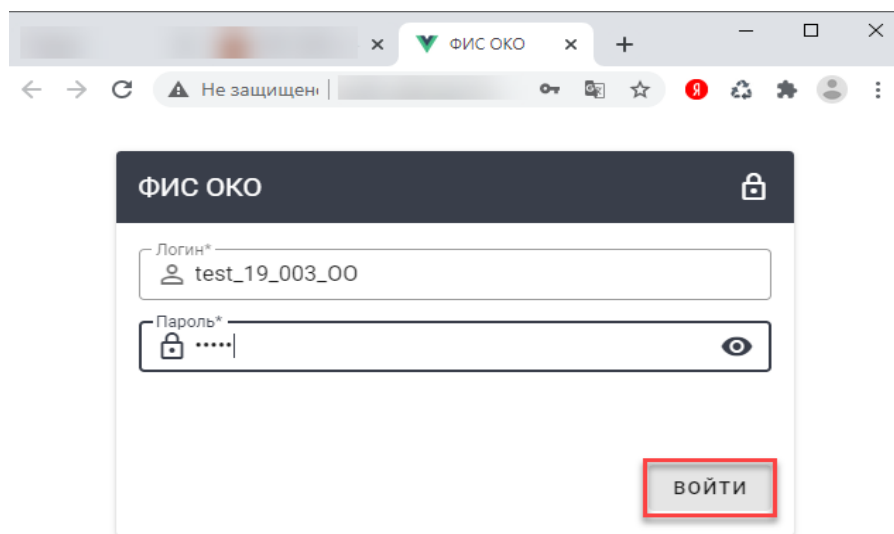 ФИС ОКО
Не защищен
ФИС ОКО
Логин*
test_19_003_OO
Пароль*
•••••
ВОЙТИ